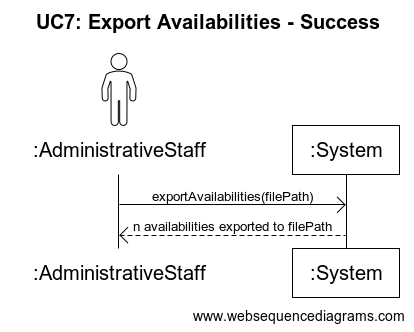 UC7: Export Availabilities - Success
:AdministrativeStaff
:System
exportAvailabilities(filePath)
n availabilities exported to filePath
:AdministrativeStaff
:System
www.websequencediagrams.com